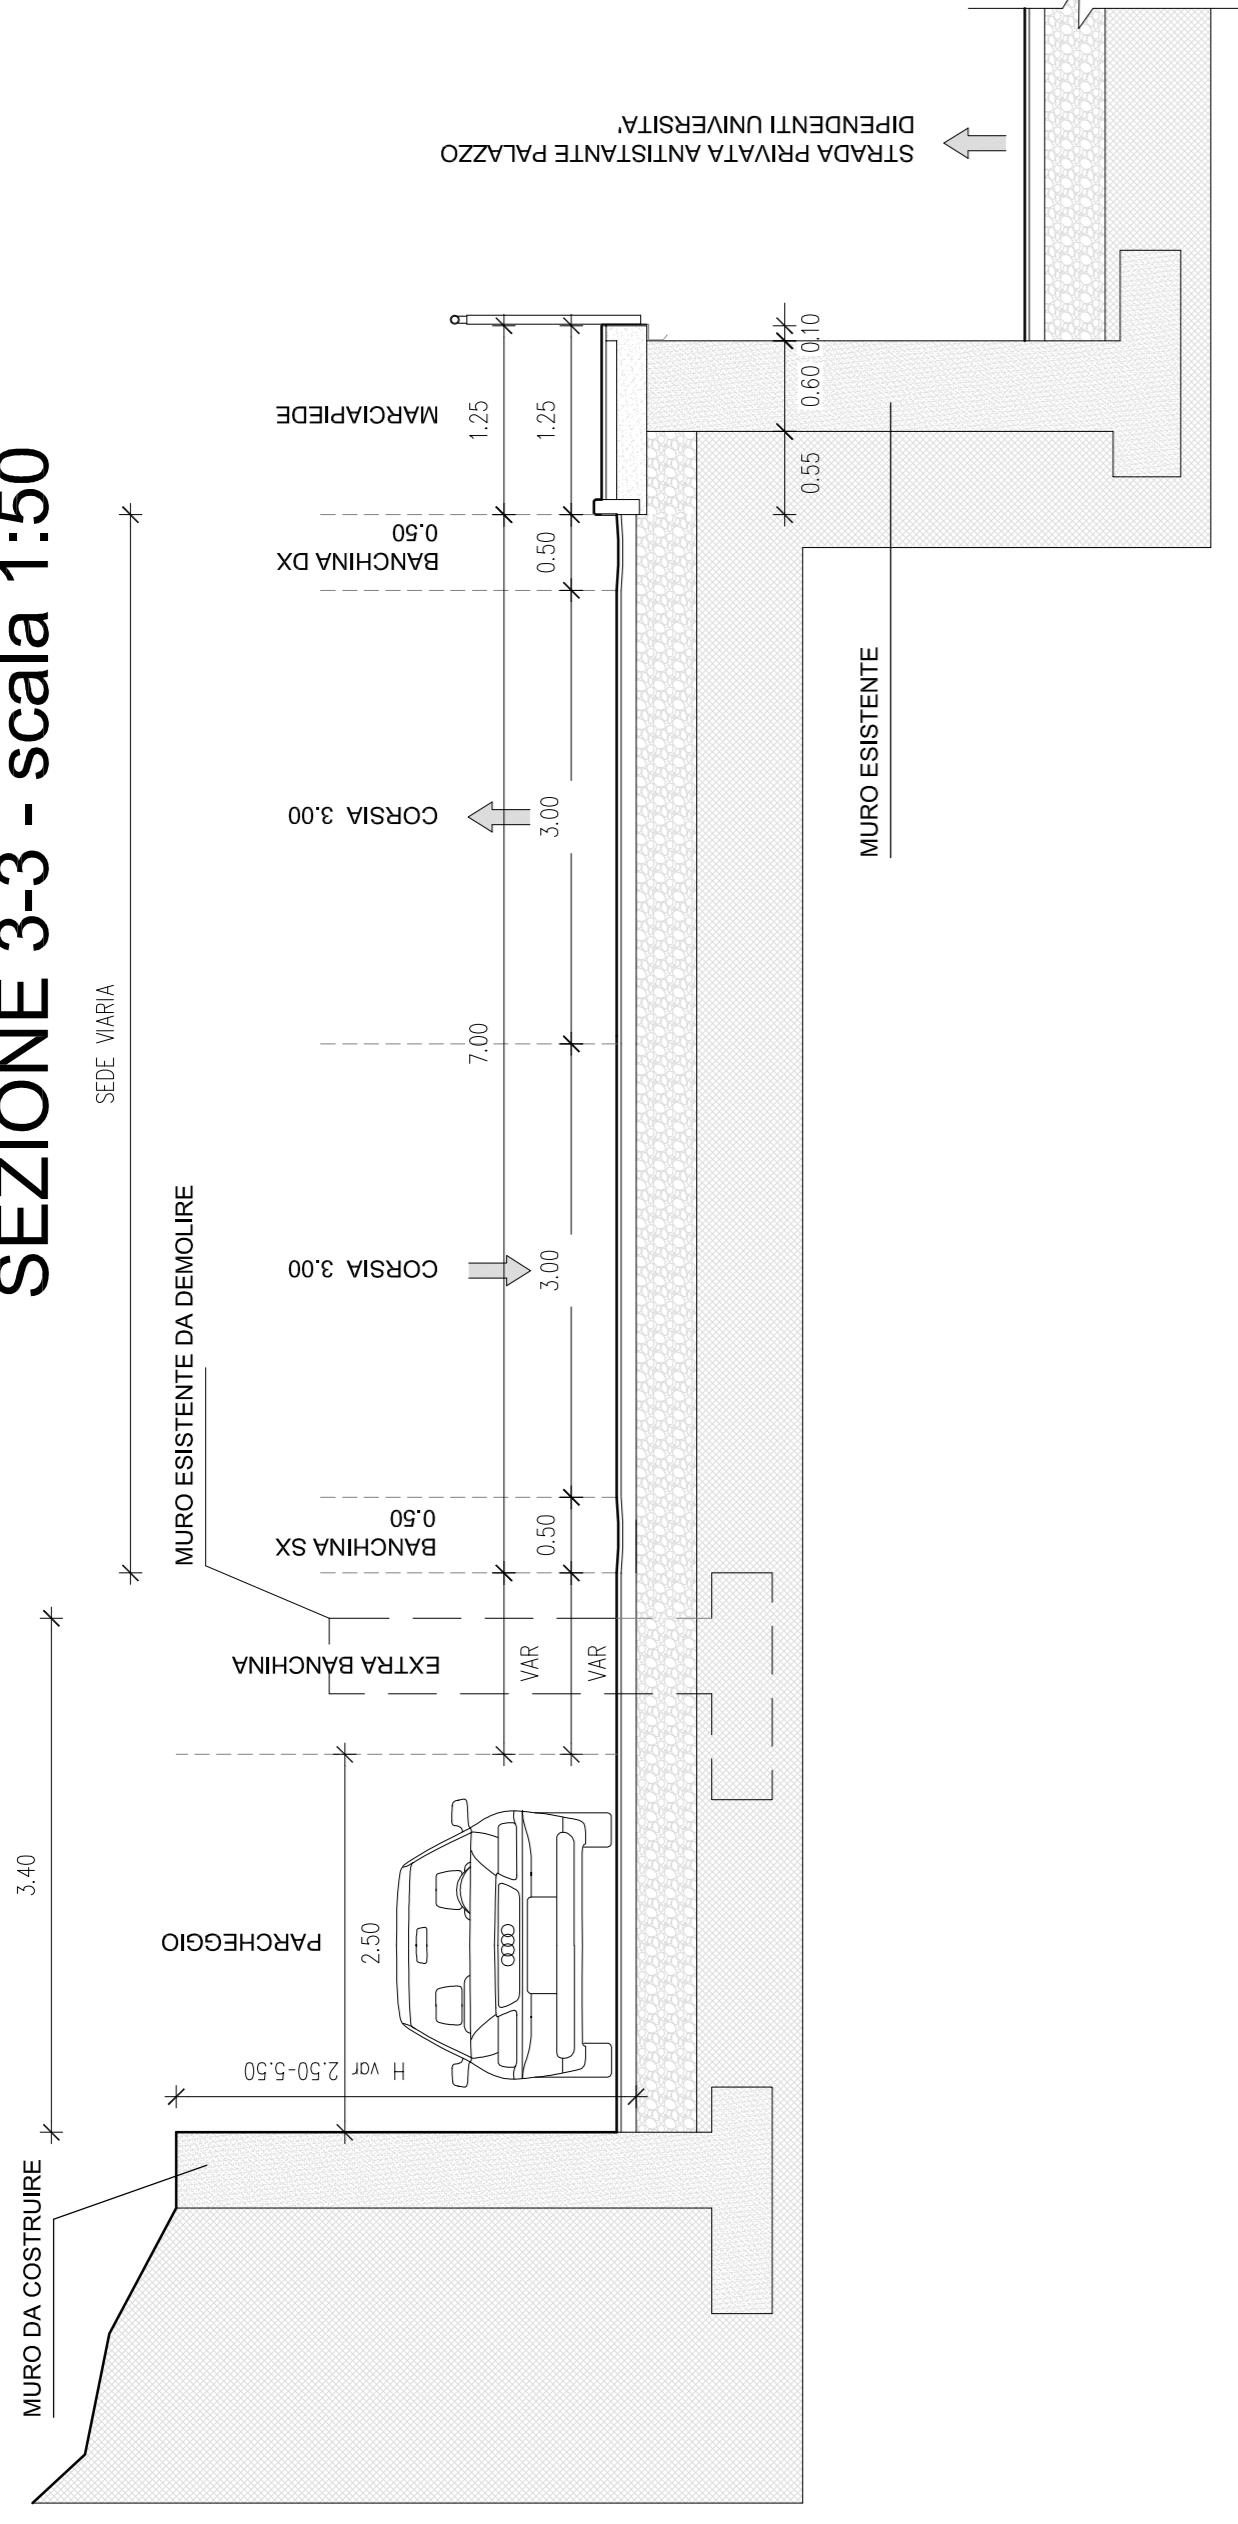 SEZIONE 3-3 - scala 1:50
SEDE VIARIA
3.40
MURO DA COSTRUIRE
MURO ESISTENTE DA DEMOLIRE
PARCHEGGIO
2.50
H var 2.50-5.50
EXTRA BANCHINA
VAR
VAR
BANCHINA SX
0.50
0.50
CORSIA 3.00
3.00
7.00
CORSIA 3.00
3.00
BANCHINA DX
0.50
0.50
MARCIAPIEDE
1.25
1.25
0.55
0.60
0.10
MURO ESISTENTE
STRADA PRIVATA ANTISTANTE PALAZZO
DIPENDENTI UNIVERSITA'